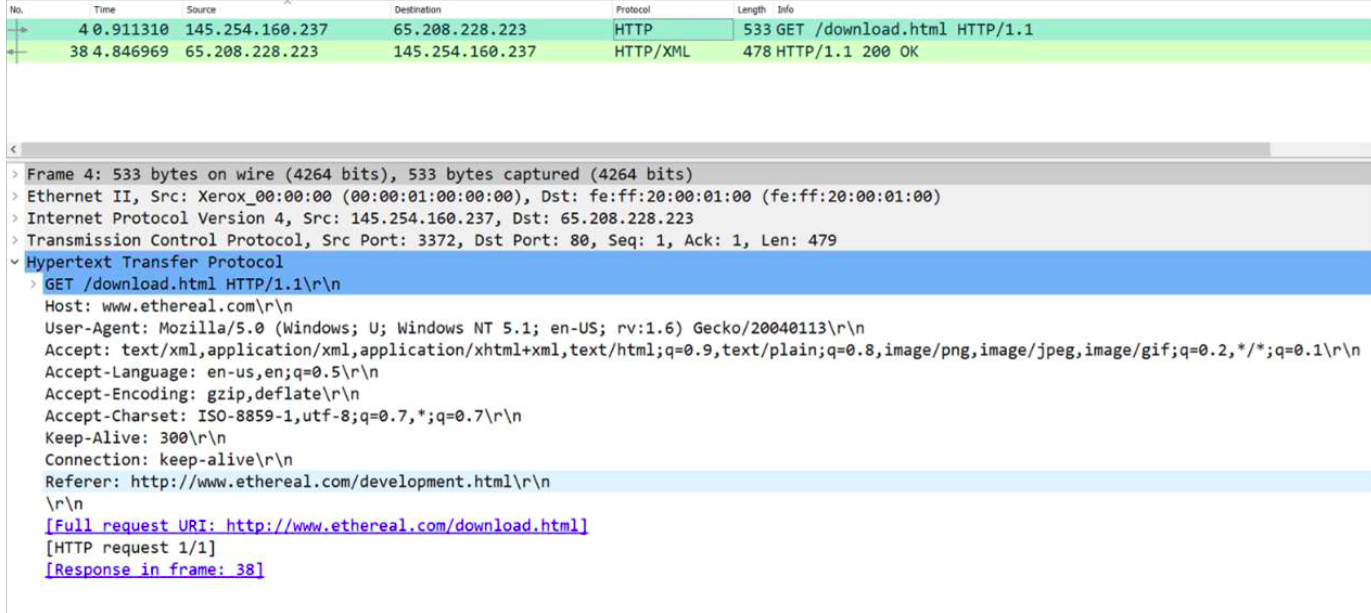 No. Time Source Destination Protocol Length Info
4 0.911310 145.254.160.237 65.208.228.223 HTTP 533 GET /download.html HTTP/1.1
38 4.846969 65.208.228.223 145.254.160.237 HTTP/XML 478 HTTP/1.1 200 OK
Frame 4: 533 bytes on wire (4264 bits), 533 bytes captured (4264 bits)
Ethernet II, Src: Xerox_00:00:00 (00:00:01:00:00:00), Dst: fe:ff:20:00:01:00 (fe:ff:20:00:01:00)
Internet Protocol Version 4, Src: 145.254.160.237, Dst: 65.208.228.223
Transmission Control Protocol, Src Port: 3372, Dst Port: 80, Seq: 1, Ack: 1, Len: 479
Hypertext Transfer Protocol
GET /download.html HTTP/1.1\r\n
Host: www.ethereal.com\r\n
User-Agent: Mozilla/5.0 (Windows; U; Windows NT 5.1; en-US; rv:1.6) Gecko/20040113\r\n
Accept: text/xml,application/xml,application/xhtml+xml,text/html;q=0.9,text/plain;q=0.8,image/png,image/jpeg,image/gif;q=0.2,*/*;q=0.1\r\n
Accept-Language: en-us,en;q=0.5\r\n
Accept-Encoding: gzip,deflate\r\n
Accept-Charset: ISO-8859-1,utf-8;q=0.7,*;q=0.7\r\n
Keep-Alive: 300\r\n
Connection: keep-alive\r\n
Referer: http://www.ethereal.com/development.html\r\n
\r\n
[Full request URI: http://www.ethereal.com/download.html]
[HTTP request 1/1]
[Response in frame: 38]